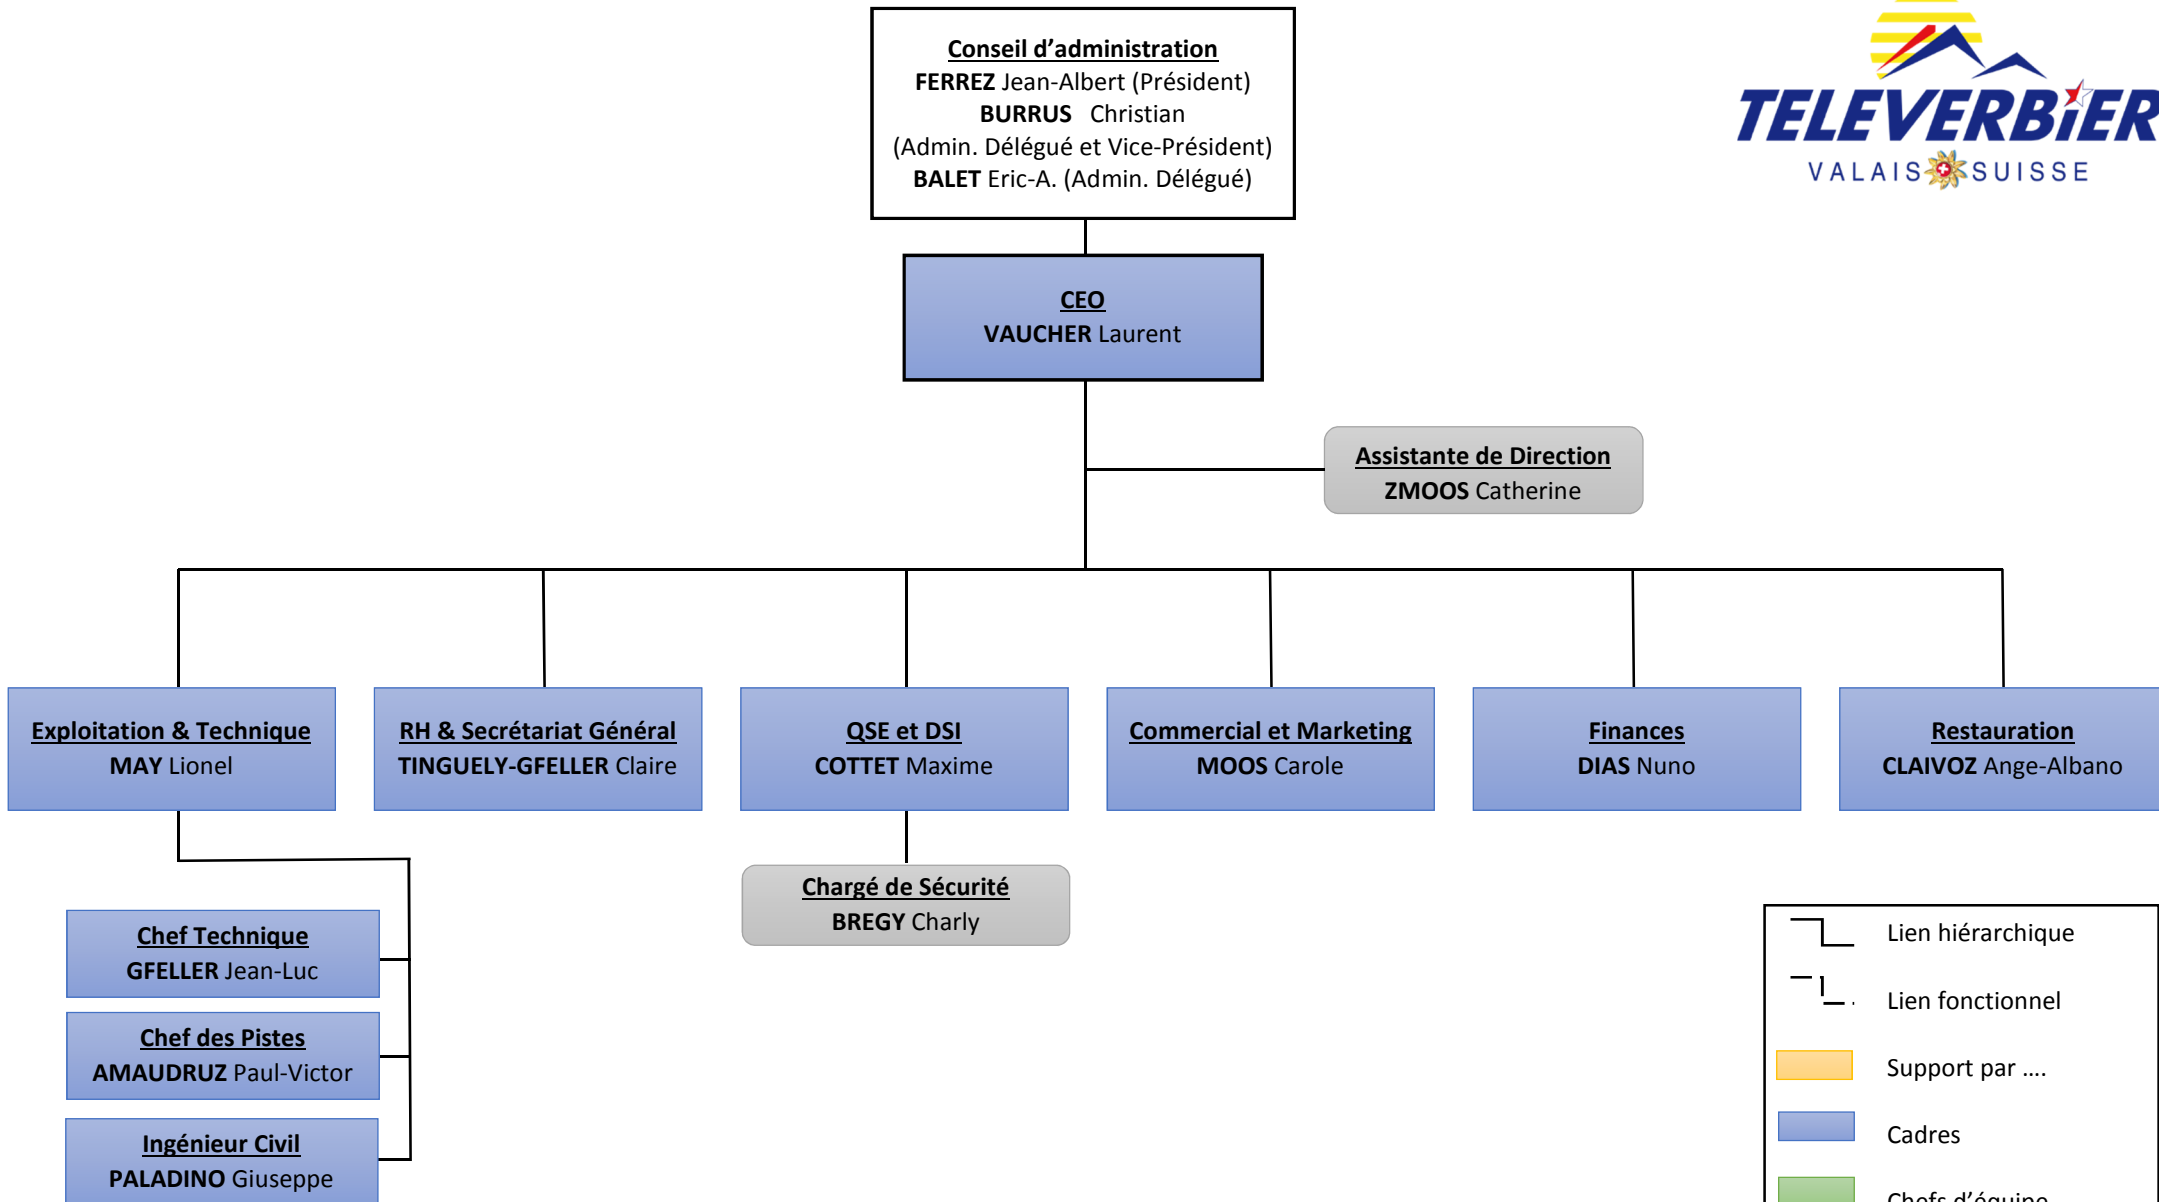 Conseil d’administration
FERREZ Jean-Albert (Président)
BURRUS Christian
(Admin. Délégué et Vice-Président)
BALET Eric-A. (Admin. Délégué)
TELEVERBiER
VALAIS SUISSE
CEO
VAUCHER Laurent
Assistante de Direction
ZMOOS Catherine
Exploitation & Technique
MAY Lionel
RH & Secrétariat Général
TINGUELY-GFELLER Claire
QSE et DSI
COTTET Maxime
Commercial et Marketing
MOOS Carole
Finances
DIAS Nuno
Restauration
CLAIVOZ Ange-Albano
Chargé de Sécurité
BREGY Charly
Chef Technique
GFELLER Jean-Luc
Chef des Pistes
AMAUDRUZ Paul-Victor
Ingénieur Civil
PALADINO Giuseppe
Lien hiérarchique
Lien fonctionnel
Support par ....
Cadres
Chefs d’équipe